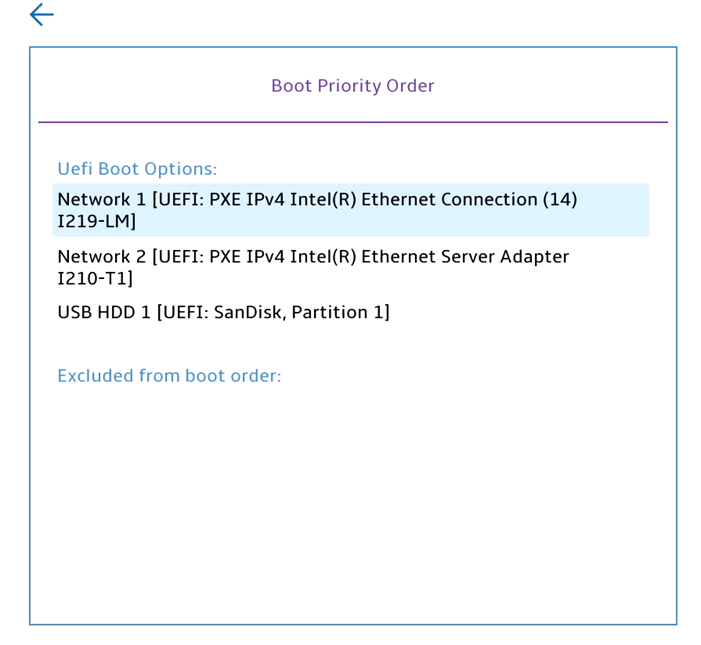 Boot Priority Order
Uefi Boot Options:
Network 1 [UEFI: PXE IPv4 Intel(R) Ethernet Connection (14)
I219-LM]
Network 2 [UEFI: PXE IPv4 Intel(R) Ethernet Server Adapter
I210-T1]
USB HDD 1 [UEFI: SanDisk, Partition 1]
Excluded from boot order: